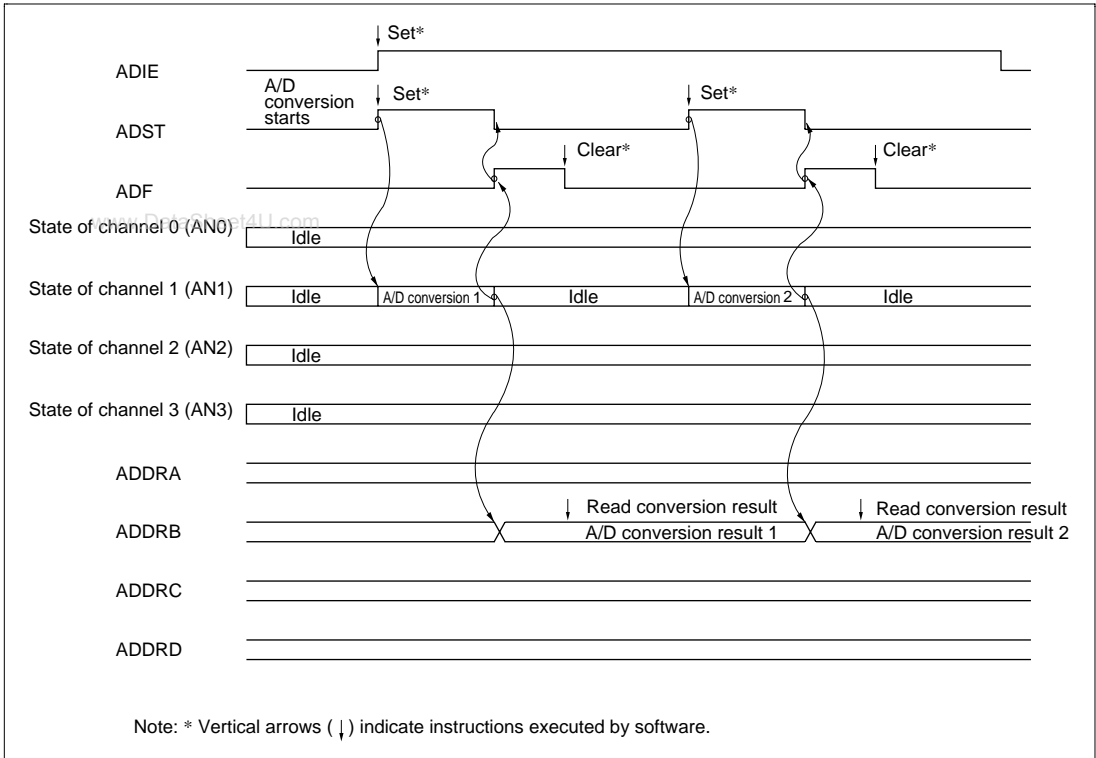 ↓ Set*
ADIE
A/D
conversion
starts
↓ Set*
↓ Set*
ADST
↓ Clear*
↓ Clear*
ADF
www.DataSheet4U.com
State of channel 0 (AN0)
Idle
State of channel 1 (AN1)
Idle
A/D conversion 1
Idle
A/D conversion 2
Idle
State of channel 2 (AN2)
Idle
State of channel 3 (AN3)
Idle
ADDRA
↓ Read conversion result
↓ Read conversion result
ADDRB
A/D conversion result 1
A/D conversion result 2
ADDRC
ADDRD
Note: * Vertical arrows (↓) indicate instructions executed by software.